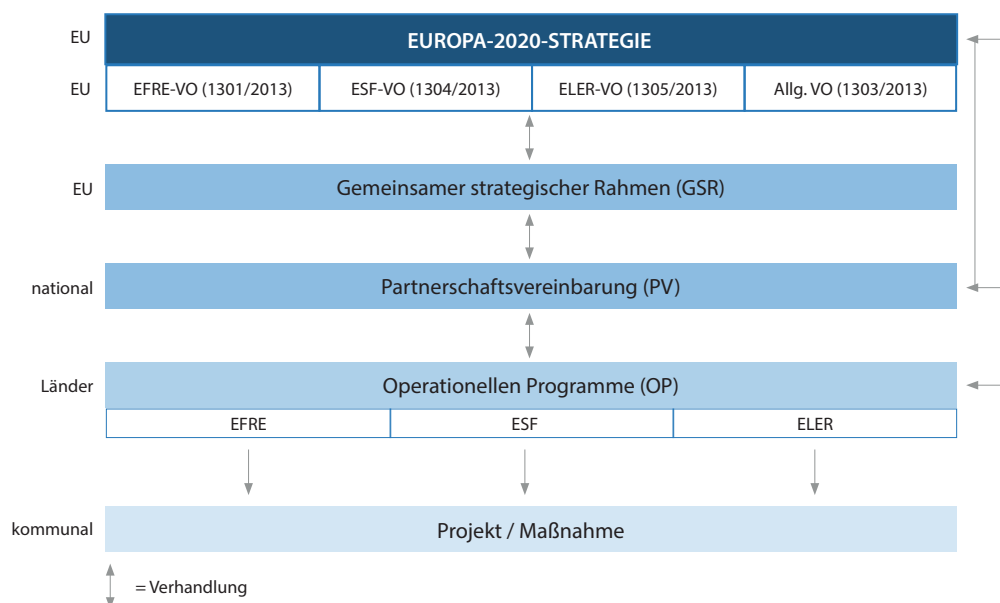 EU
EUROPA-2020-STRATEGIE
EU
EFRE-VO (1301/2013)
ESF-VO (1304/2013)
ELER-VO (1305/2013)
Allg. VO (1303/2013)
EU
Gemeinsamer strategischer Rahmen (GSR)
national
Partnerschaftsvereinbarung (PV)
Länder
Operationellen Programme (OP)
EFRE
ESF
ELER
kommunal
Projekt / Maßnahme
= Verhandlung